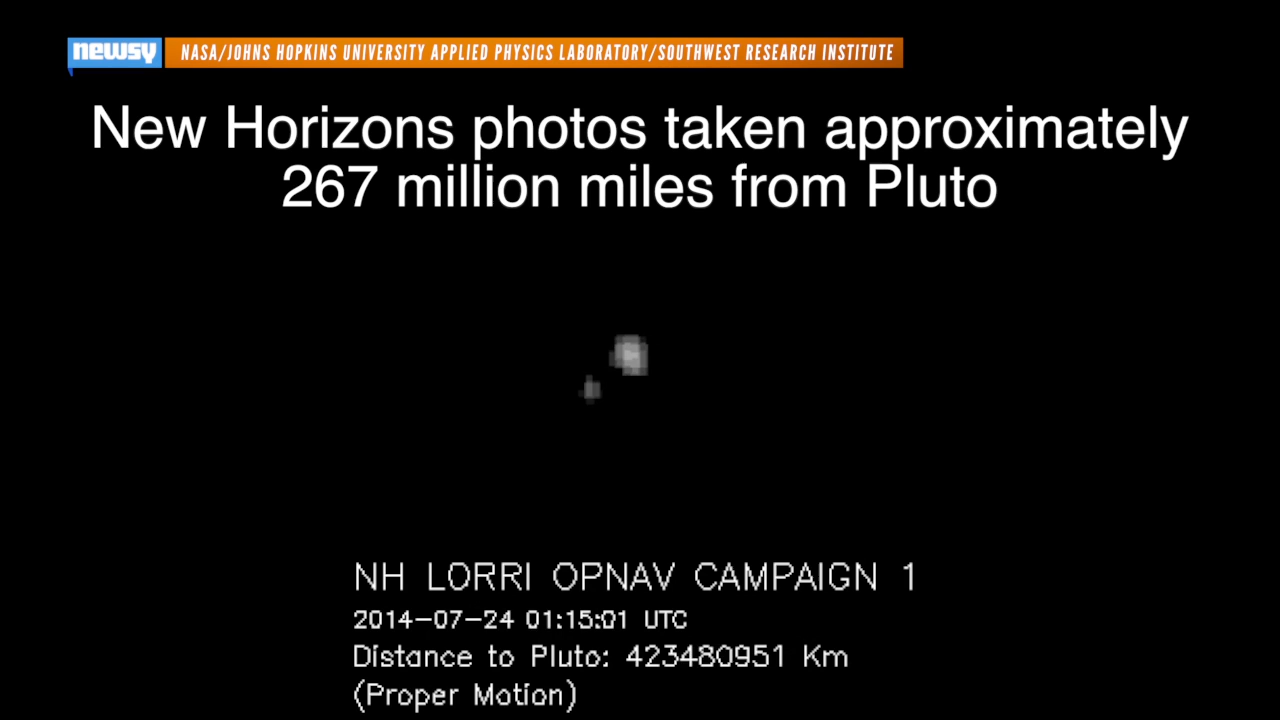 newsy NASA/JOHNS HOPKINS UNIVERSITY APPLIED PHYSICS LABORATORY/SOUTHWEST RESEARCH INSTITUTE
New Horizons photos taken approximately
267 million miles from Pluto
NH LORRI OPNAV CAMPAIGN 1
2014-07-24 01:15:01 UTC
Distance to Pluto: 423480951 Km
(Proper Motion)